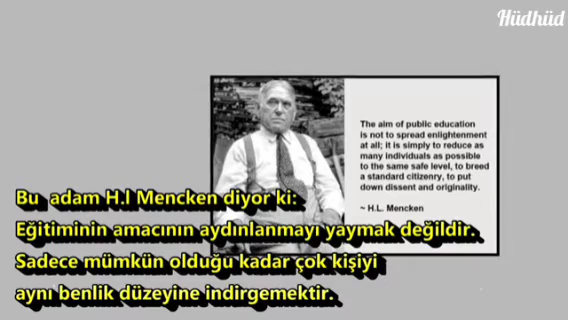 Hüdhüd
The aim of public education
is not to spread enlightenment
at all; it is simply to reduce as
many individuals as possible
to the same safe level, to breed
a standard citizenry, to put
down dissent and originality.
~ H.L. Mencken
Bu adam H.l Mencken diyor ki:
Eğitiminin amacının aydınlanmayı yaymak değildir.
Sadece mümkün olduğu kadar çok kişiyi
aynı benlik düzeyine indirgemektir.